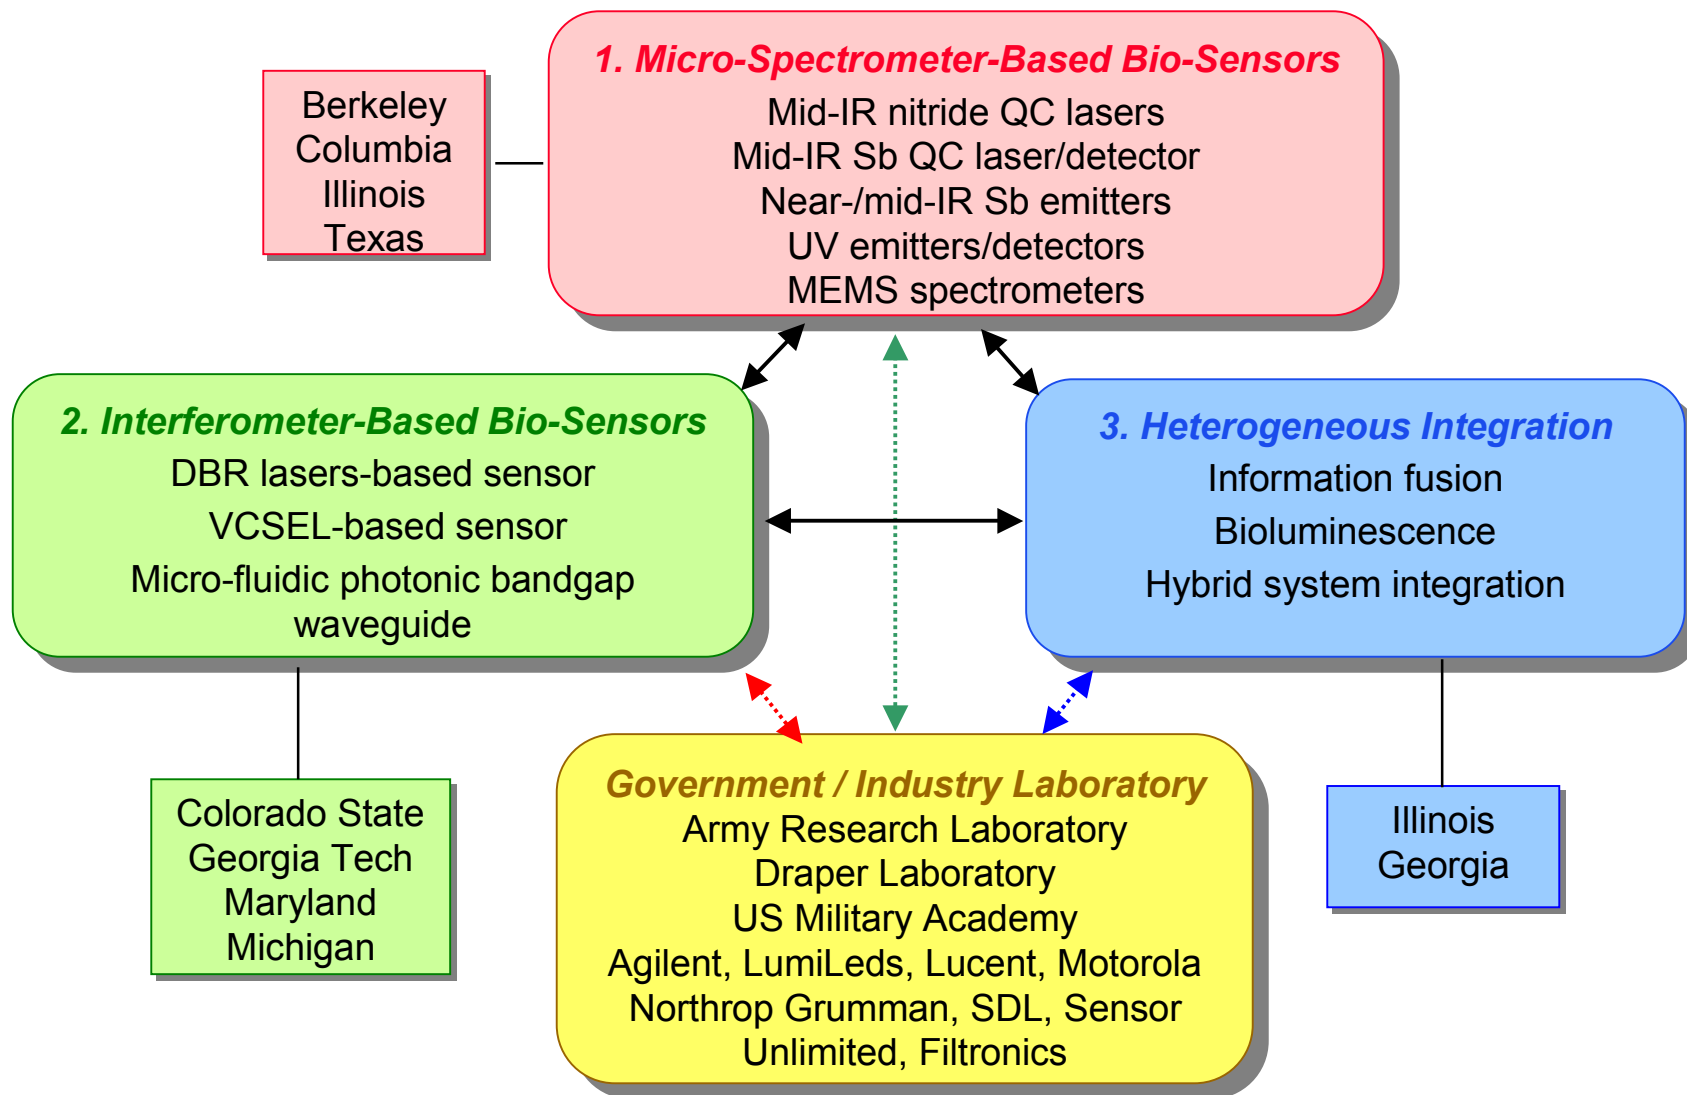 1. Micro-Spectrometer-Based Bio-Sensors
Mid-IR nitride QC lasers
Mid-IR Sb QC laser/detector
Near-/mid-IR Sb emitters
UV emitters/detectors
MEMS spectrometers
Berkeley
Columbia
Illinois
Texas
2. Interferometer-Based Bio-Sensors
DBR lasers-based sensor
VCSEL-based sensor
Micro-fluidic photonic bandgap
waveguide
3. Heterogeneous Integration
Information fusion
Bioluminescence
Hybrid system integration
Colorado State
Georgia Tech
Maryland
Michigan
Government / Industry Laboratory
Army Research Laboratory
Draper Laboratory
US Military Academy
Agilent, LumiLeds, Lucent, Motorola
Northrop Grumman, SDL, Sensor
Unlimited, Filtronics
Illinois
Georgia